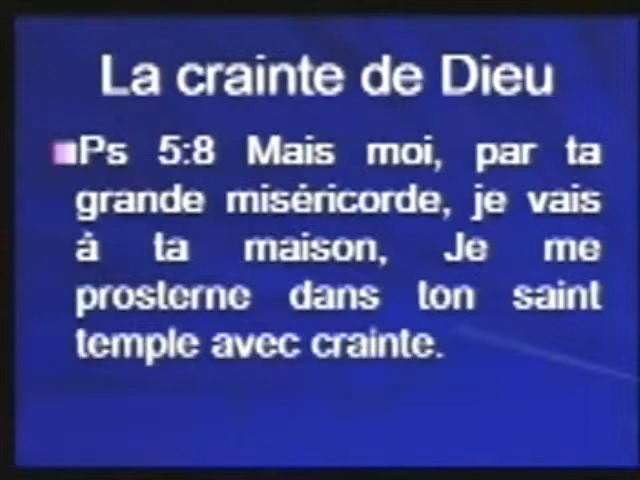 La crainte de Dieu
Ps 5:8 Mais moi, par ta
grande miséricorde, je vais
à ta maison, Je me
prosterne dans ton saint
temple avec crainte.